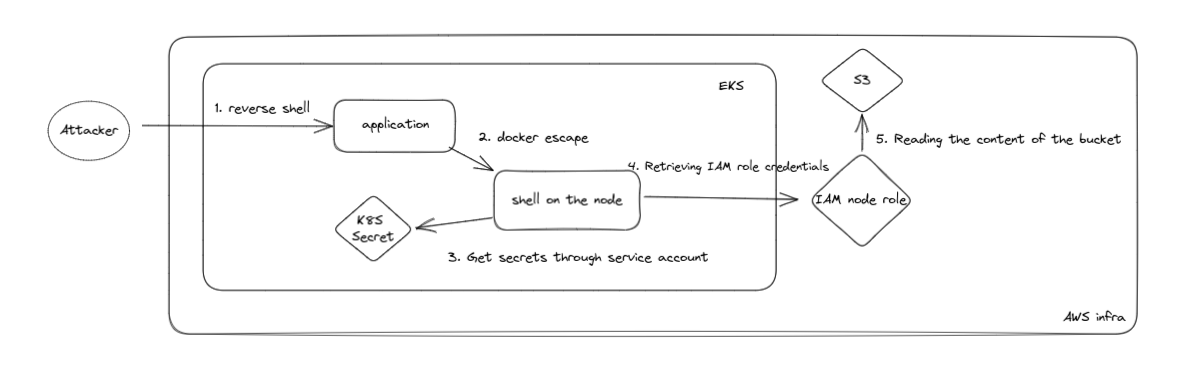 S3
EKS
1. reverse shell
Attacker
application
2. docker escape
5. Reading the content of the bucket
4. Retrieving IAM role credentials
shell on the node
IAM node role
K8S
Secret
3. Get secrets through service account
AWS infra